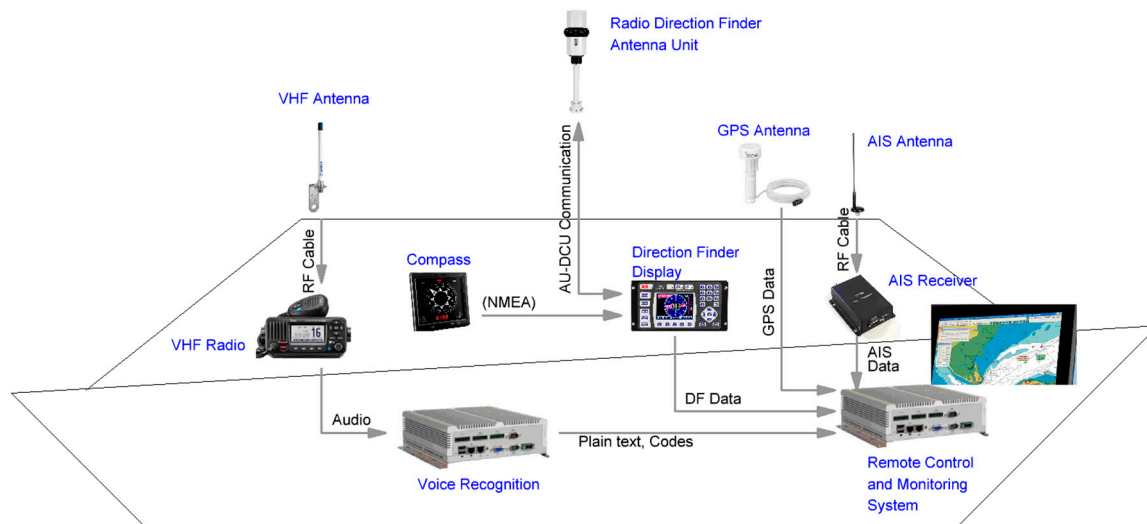 Radio Direction Finder
Antenna Unit
VHF Antenna
GPS Antenna
AIS Antenna
RF Cable
AU-DCU Communication
GPS Data
RF Cable
Compass
Direction Finder
Display
(NMEA)
AIS Receiver
16
VHF Radio
AIS
Data
DF Data
Audio
Plain text, Codes
Voice Recognition
Remote Control
and Monitoring
System